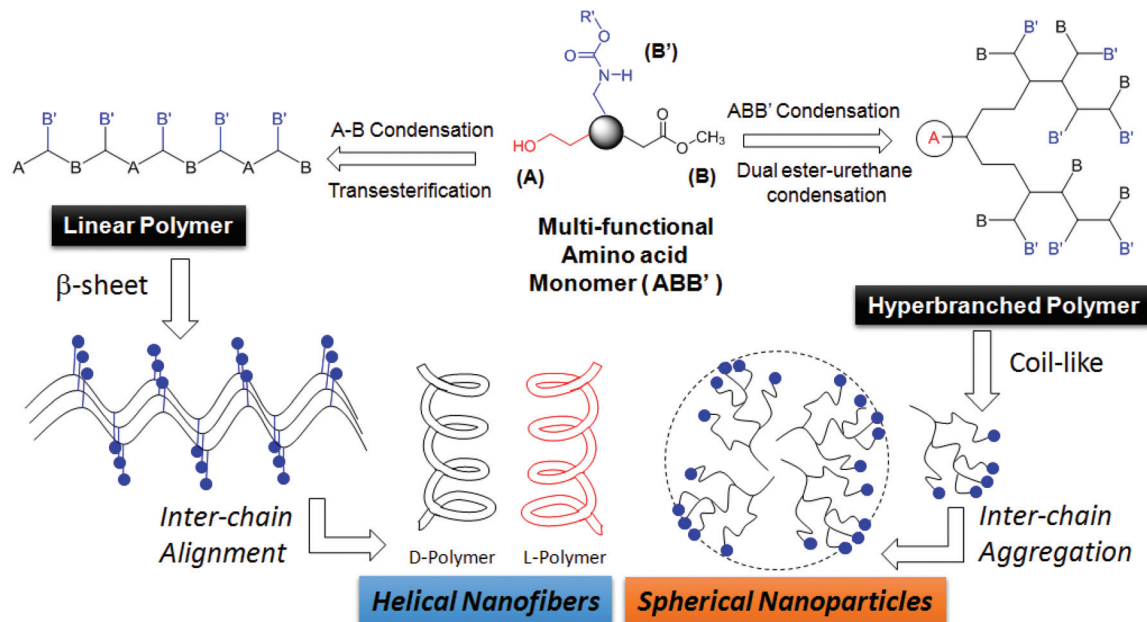 R'
O
O
N-H
(B')
HO
(A)
O
O
CH₃
(B)
Multi-functional
Amino acid
Monomer ( ABB' )
A-B Condensation
Transesterification
B' B' B' B' B'
A B A B A B
Linear Polymer
β-sheet
Inter-chain
Alignment
D-Polymer L-Polymer
Helical Nanofibers
ABB' Condensation
Dual ester-urethane
condensation
B' B
B B B' B'
B
A
B' B'
B
B B
B' B' B'
Hyperbranched Polymer
Coil-like
Inter-chain
Aggregation
Spherical Nanoparticles